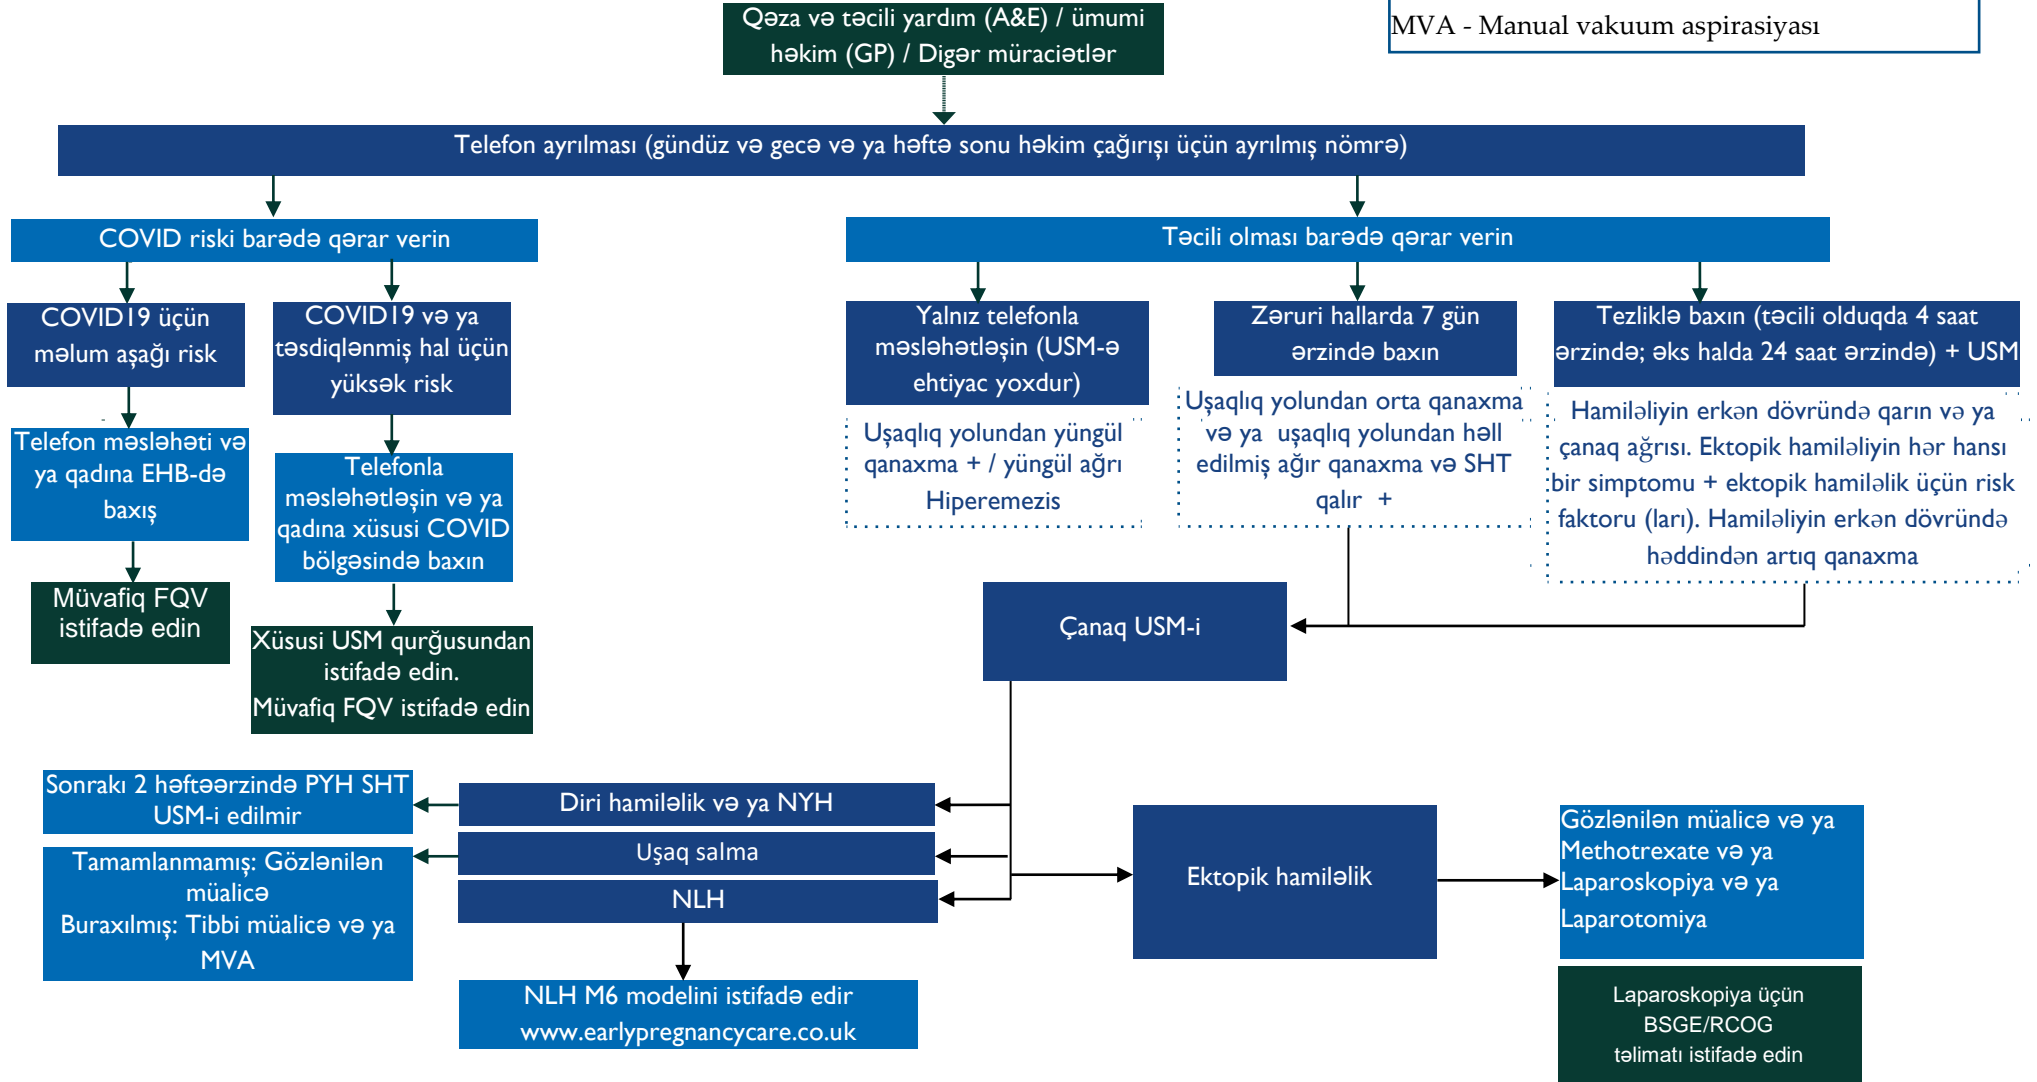 Qəza və təcili yardım (A&E) / ümumi
həkim (GP) / Digər müraciətlər
MVA - Manual vakuum aspirasiyası
Telefon ayrılması (gündüz və gecə və ya həftə sonu həkim çağırışı üçün ayrılmış nömrə)
COVID riski barədə qərar verin
Təcili olması barədə qərar verin
COVID19 üçün
məlum aşağı risk
COVID19 və ya
təsdiqlənmiş hal üçün
yüksək risk
Yalnız telefonla
məsləhətləşin (USM-ə
ehtiyac yoxdur)
Zəruri hallarda 7 gün
ərzində baxın
Tezliklə baxın (təcili olduqda 4 saat
ərzində; əks halda 24 saat ərzində) + USM
Telefon məsləhəti və
ya qadına EHB-də
baxış
Telefonla
məsləhətləşin və ya
qadına xüsusi COVID
bölgəsində baxın
Uşaqlıq yolundan yüngül
qanaxma + / yüngül ağrı
Hiperemezis
Uşaqlıq yolundan orta qanaxma
və ya uşaqlıq yolundan həll
edilmiş ağır qanaxma və SHT
qalır +
Hamiləliyin erkən dövründə qarın və ya
çanaq ağrısı. Ektopik hamiləliyin hər hansı
bir simptomu + ektopik hamiləlik üçün risk
faktoru (ları). Hamiləliyin erkən dövründə
həddindən artıq qanaxma
Müvafiq FQV
istifadə edin
Xüsusi USM qurğusundan
istifadə edin.
Müvafiq FQV istifadə edin
Çanaq USM-i
Sonrakı 2 həftəərzində PYH SHT
USM-i edilmir
Diri hamiləlik və ya NYH
Tamamlanmamış: Gözlənilən
müalicə
Buraxılmış: Tibbi müalicə və ya
MVA
Uşaq salma
NLH
NLH M6 modelini istifadə edir
www.earlypregnancycare.co.uk
Ektopik hamiləlik
Gözlənilən müalicə və ya
Methotrexate və ya
Laparoskopiya və ya
Laparotomiya
Laparoskopiya üçün
BSGE/RCOG
təlimatı istifadə edin